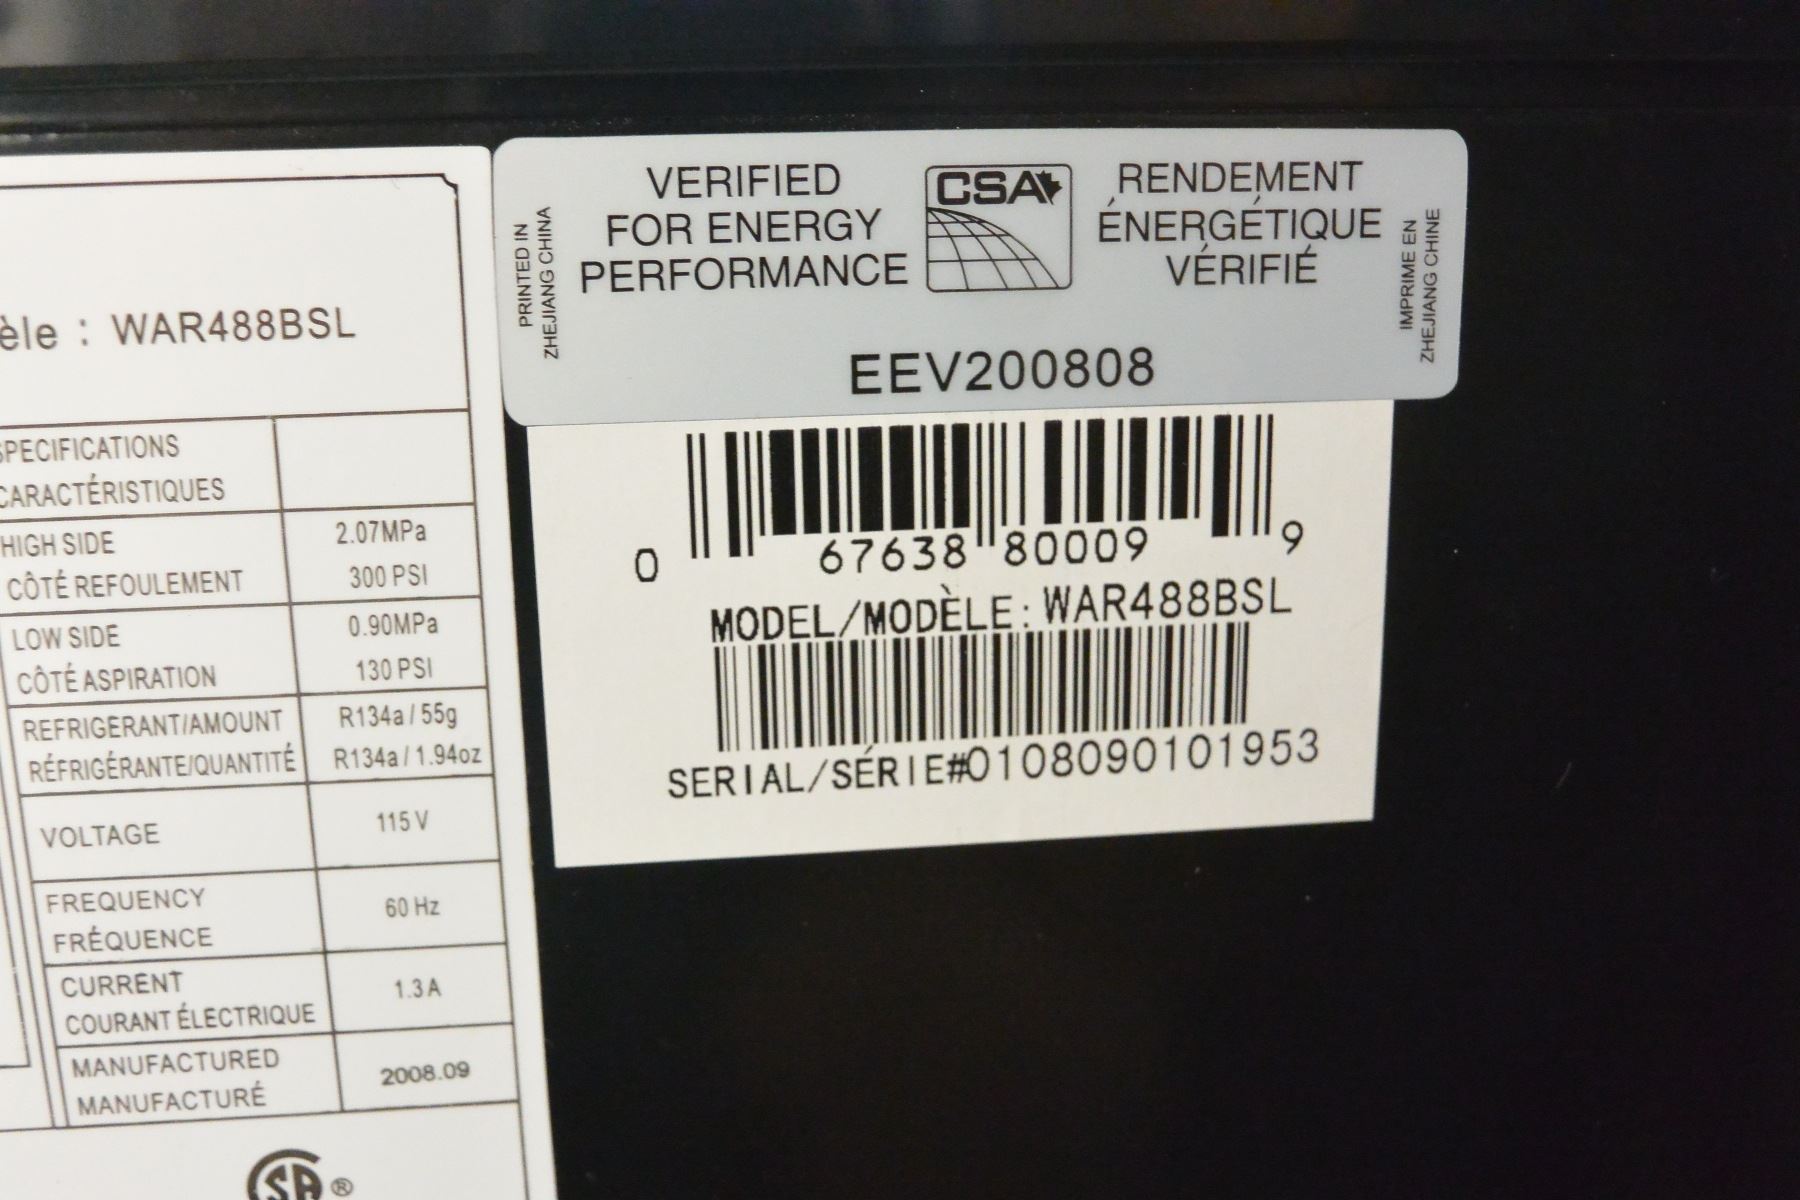 èle : WAR488BSL
SPECIFICATIONS
CARACTÉRISTIQUES
HIGH SIDE
CÔTÉ REFOULEMENT
2.07MPa
300 PSI
LOW SIDE
CÔTÉ ASPIRATION
0.90MPa
130 PSI
REFRIGERANT/AMOUNT
RÉFRIGÉRANTE/QUANTITÉ
R134a / 55g
R134a / 1.94oz
VOLTAGE
115 V
FREQUENCY
FRÉQUENCE
60 Hz
CURRENT
COURANT ÉLECTRIQUE
1.3 A
MANUFACTURED
MANUFACTURÉ
2008.09
SA ®
PRINTED IN
ZHEJIANG CHINA
VERIFIED
FOR ENERGY
PERFORMANCE
CSA
RENDEMENT
ÉNERGÉTIQUE
VÉRIFIÉ
IMPRIME EN
ZHEJIANG CHINE
EEV200808
0 67638 80009 9
MODEL/MODÈLE: WAR488BSL
SERIAL/SÉRIE#0108090101953